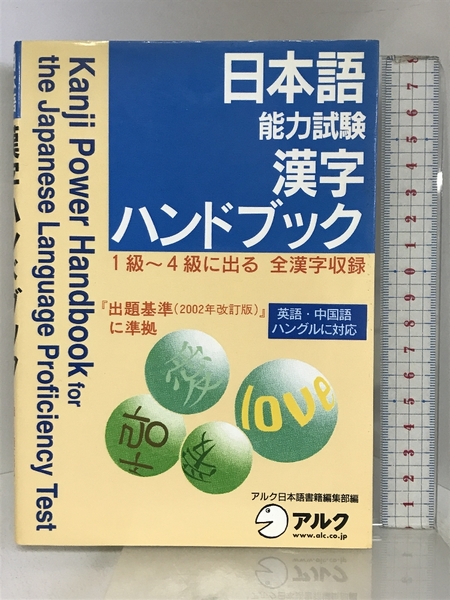 日本語
能力試験
漢字
ハンドブック
1級～4級に出る 全漢字収録
『出題基準(2002年改訂版)』
に準拠
英語・中国語
ハングルに対応
愛
love
사랑
爱
アルク日本語書籍編集部編
アルク
www.alc.co.jp
Kanji Power Handbook for
the Japanese Language Proficiency Test